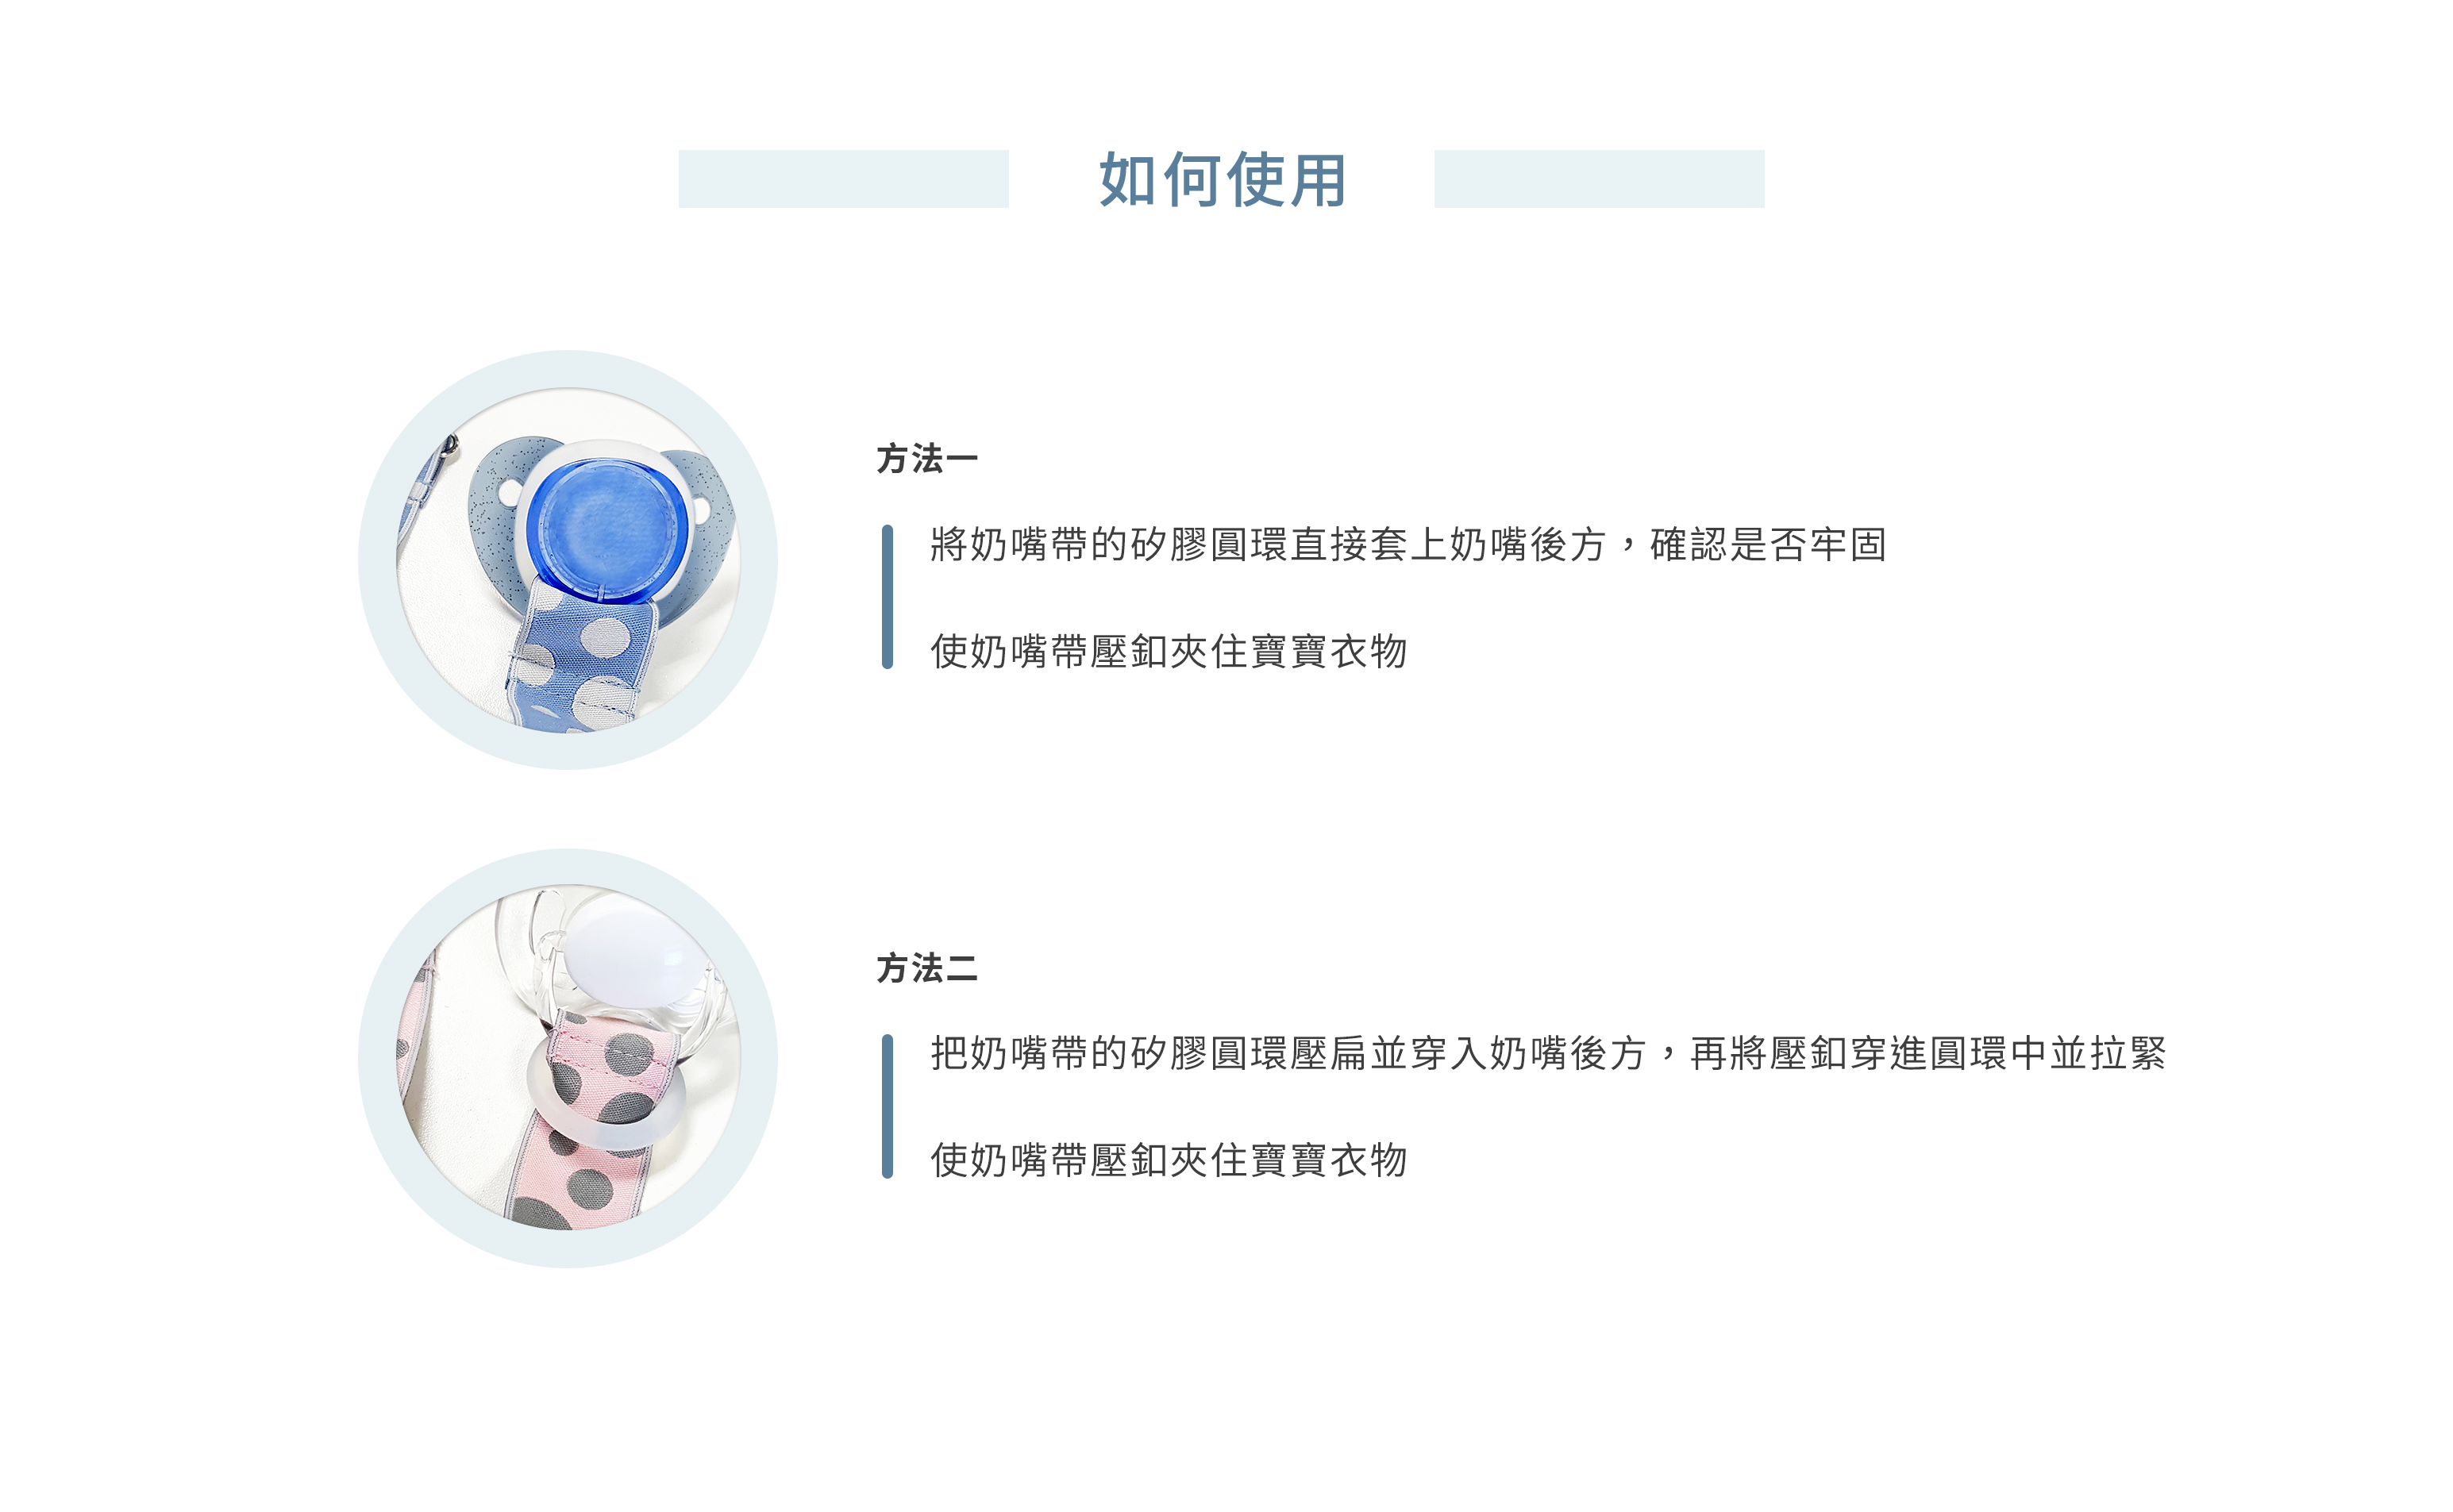 如何使用
方法一
將奶嘴帶的矽膠圓環直接套上奶嘴後方，確認是否牢固
使奶嘴帶壓釦夾住寶寶衣物
方法二
把奶嘴帶的矽膠圓環壓扁並穿入奶嘴後方，再將壓釦穿進圓環中並拉緊
使奶嘴帶壓釦夾住寶寶衣物